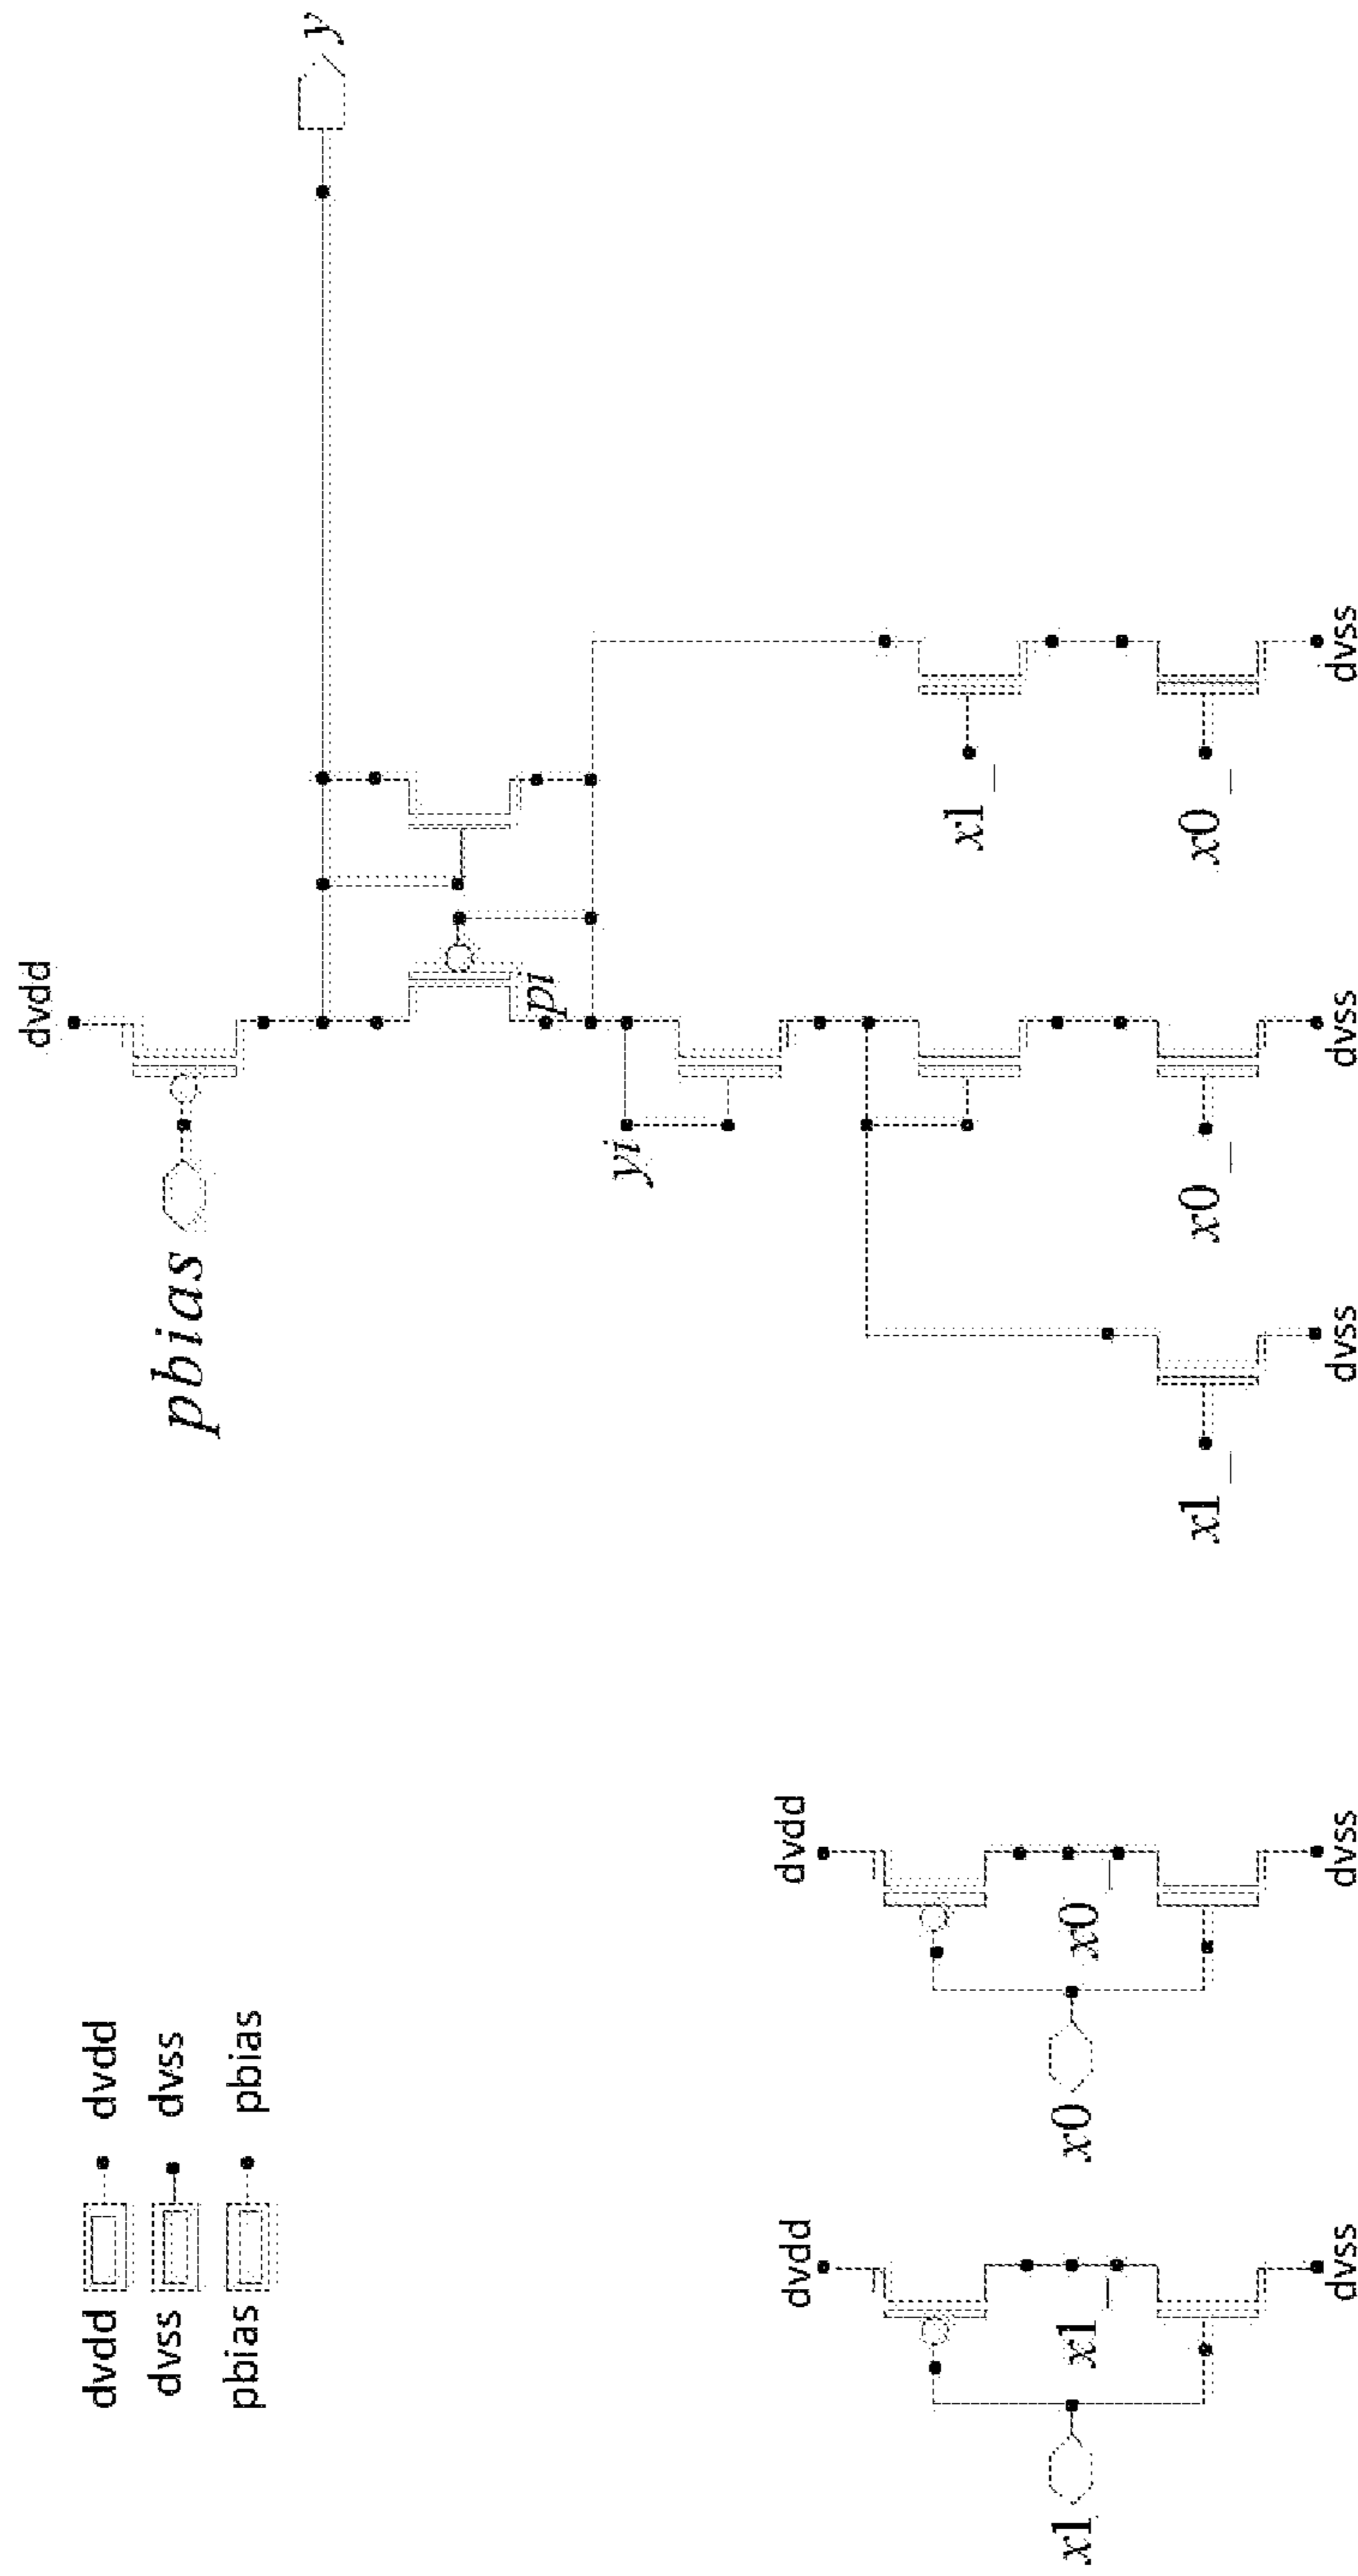 dvdd
dvdd dvdd
dvss dvss
pbias
pbias pbias
y
pi
yi
dvdd dvdd
x1_
x1 x1_ x0 x0_
x1_ x0_ x0_
dvss dvss dvss dvss dvss